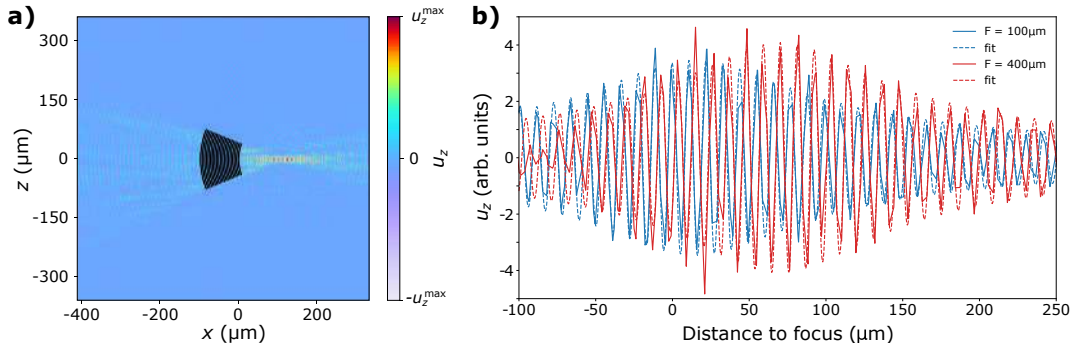 a)
z (μm)
300
150
0
-150
-300
-400
-200
0
200
x (μm)
u_z^max
0
-u_z^max
u_z
b)
u_z (arb. units)
4
2
0
-2
-4
-100
-50
0
50
100
150
200
250
Distance to focus (μm)
F = 100μm
fit
F = 400μm
fit